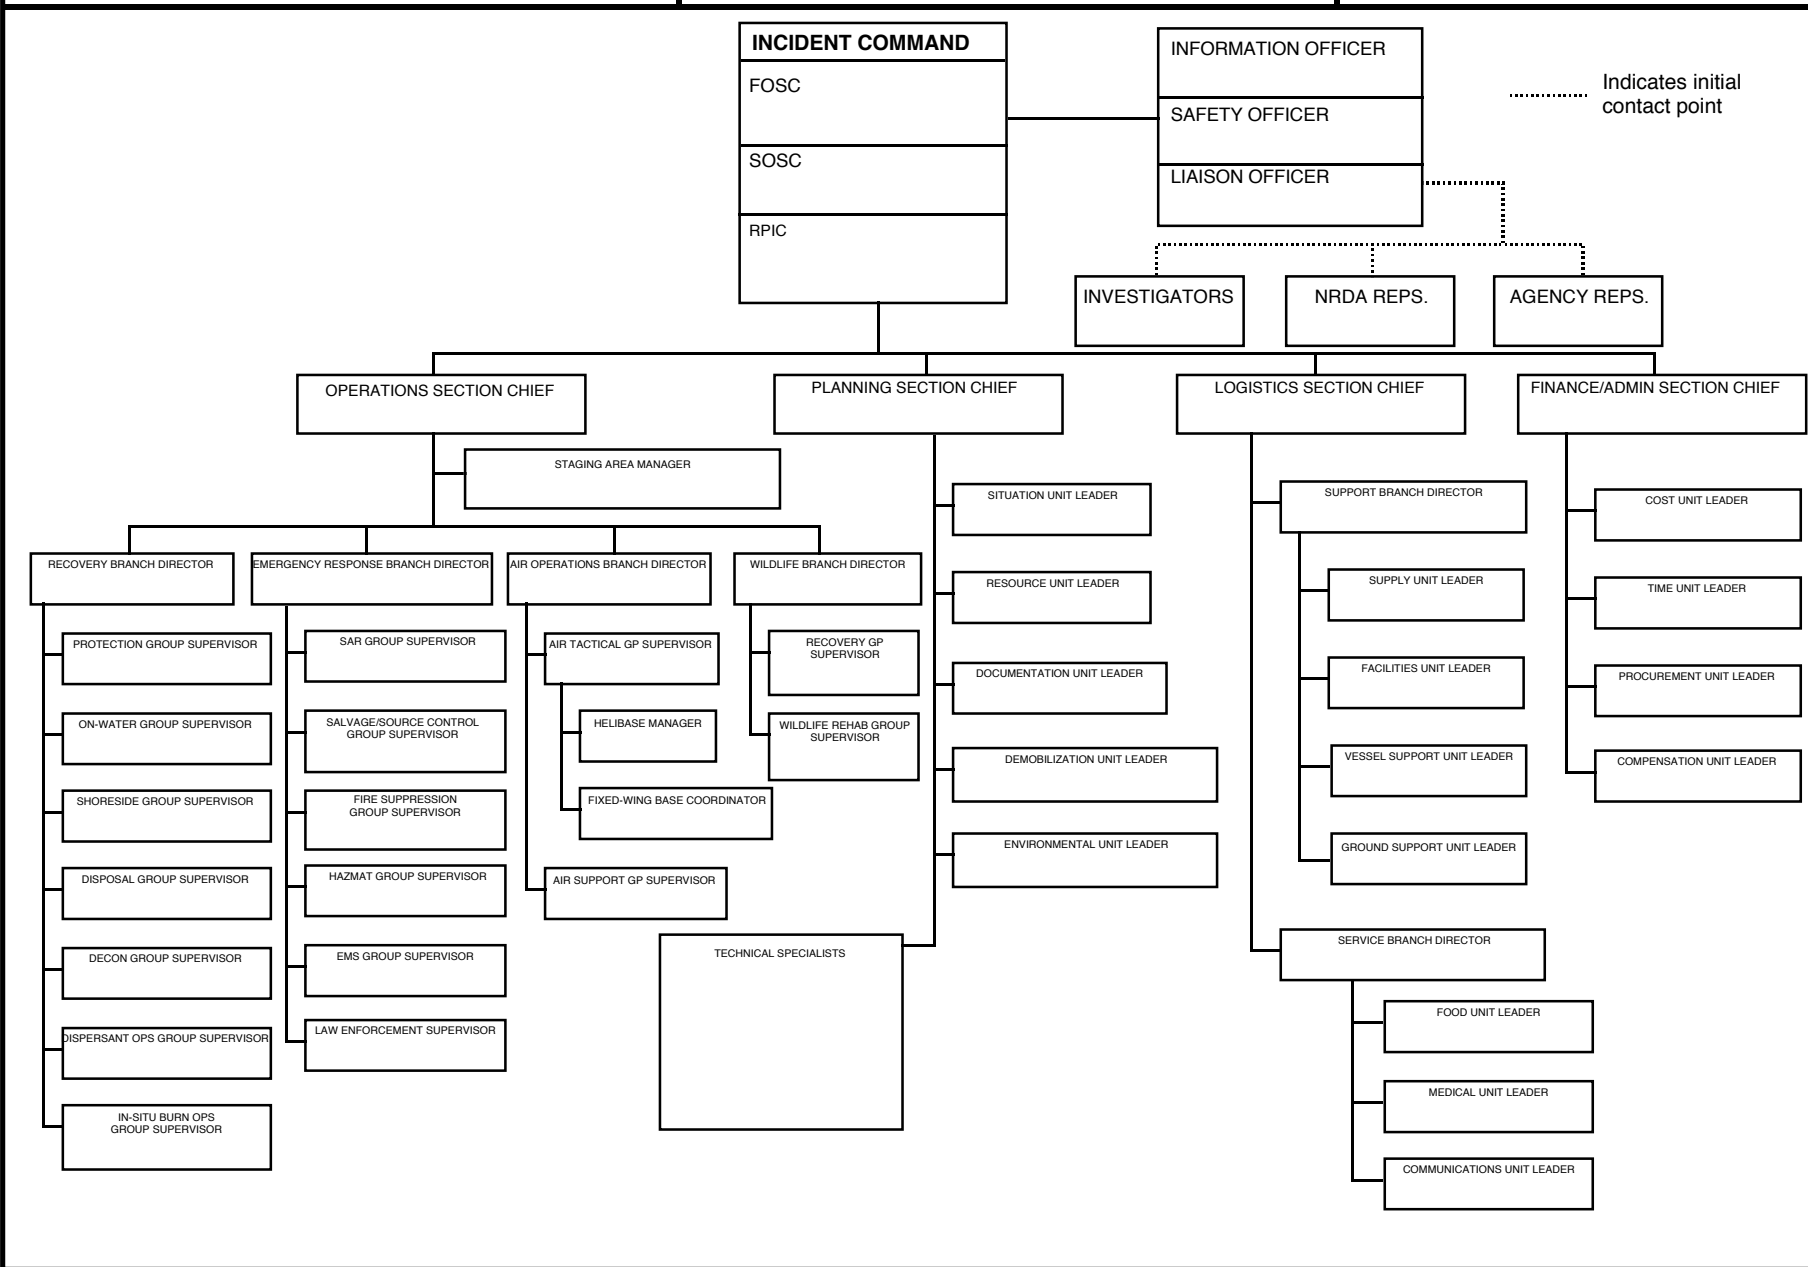 INCIDENT COMMAND
FOSC
SOSC
RPIC
INFORMATION OFFICER
SAFETY OFFICER
LIAISON OFFICER
Indicates initial
contact point
INVESTIGATORS
NRDA REPS.
AGENCY REPS.
OPERATIONS SECTION CHIEF
PLANNING SECTION CHIEF
LOGISTICS SECTION CHIEF
FINANCE/ADMIN SECTION CHIEF
STAGING AREA MANAGER
RECOVERY BRANCH DIRECTOR
EMERGENCY RESPONSE BRANCH DIRECTOR
AIR OPERATIONS BRANCH DIRECTOR
WILDLIFE BRANCH DIRECTOR
PROTECTION GROUP SUPERVISOR
ON-WATER GROUP SUPERVISOR
SHORESIDE GROUP SUPERVISOR
DISPOSAL GROUP SUPERVISOR
DECON GROUP SUPERVISOR
DISPERSANT OPS GROUP SUPERVISOR
IN-SITU BURN OPS
GROUP SUPERVISOR
SAR GROUP SUPERVISOR
SALVAGE/SOURCE CONTROL
GROUP SUPERVISOR
FIRE SUPPRESSION
GROUP SUPERVISOR
HAZMAT GROUP SUPERVISOR
EMS GROUP SUPERVISOR
LAW ENFORCEMENT SUPERVISOR
AIR TACTICAL GP SUPERVISOR
HELIBASE MANAGER
FIXED-WING BASE COORDINATOR
AIR SUPPORT GP SUPERVISOR
RECOVERY GP
SUPERVISOR
WILDLIFE REHAB GROUP
SUPERVISOR
SITUATION UNIT LEADER
RESOURCE UNIT LEADER
DOCUMENTATION UNIT LEADER
DEMOBILIZATION UNIT LEADER
ENVIRONMENTAL UNIT LEADER
TECHNICAL SPECIALISTS
SUPPORT BRANCH DIRECTOR
SUPPLY UNIT LEADER
FACILITIES UNIT LEADER
VESSEL SUPPORT UNIT LEADER
GROUND SUPPORT UNIT LEADER
SERVICE BRANCH DIRECTOR
FOOD UNIT LEADER
MEDICAL UNIT LEADER
COMMUNICATIONS UNIT LEADER
COST UNIT LEADER
TIME UNIT LEADER
PROCUREMENT UNIT LEADER
COMPENSATION UNIT LEADER